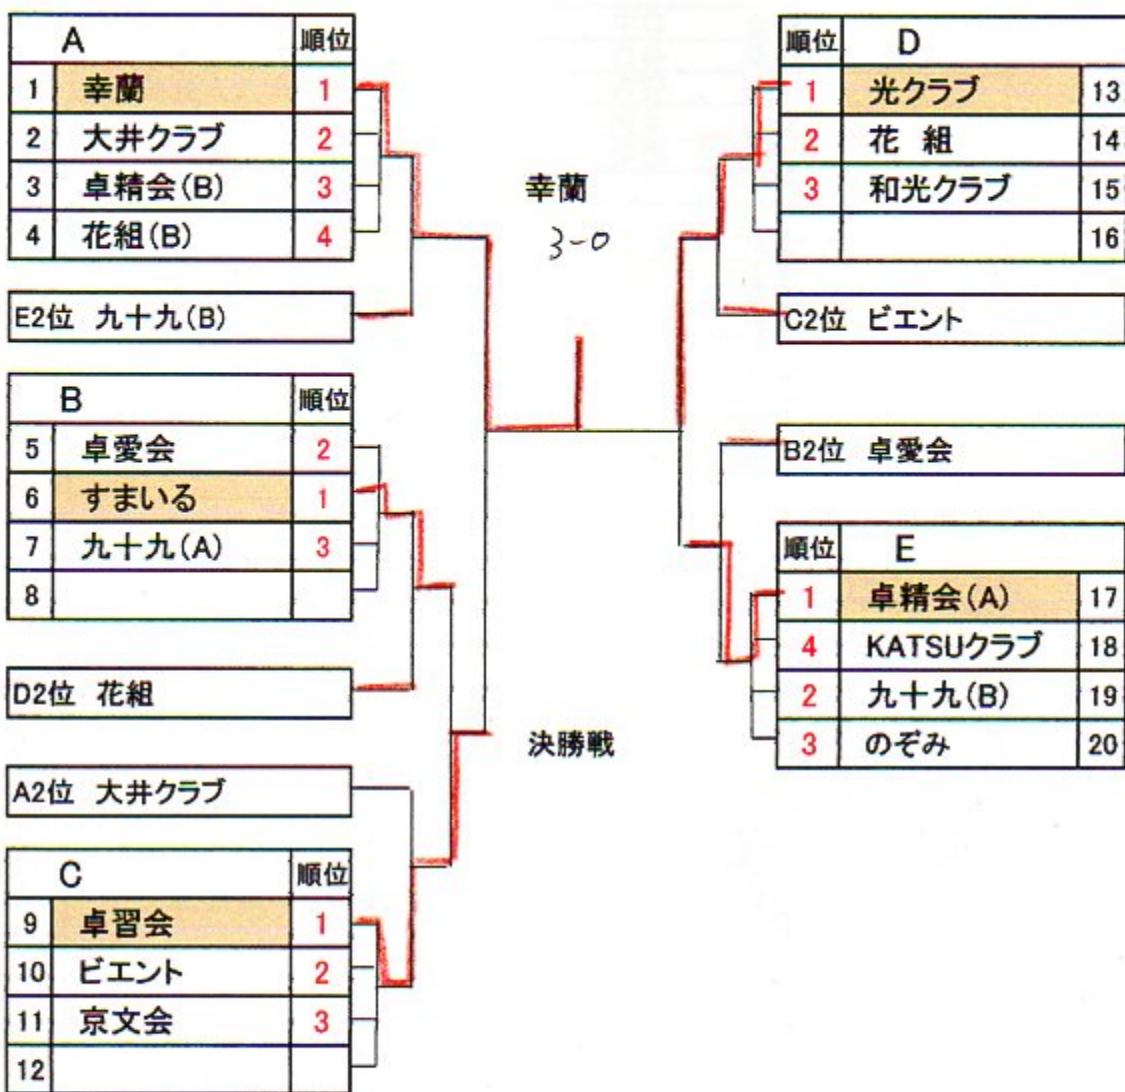 A 順位
1 幸蘭 1
2 大井クラブ 2
3 卓精会(B) 3
4 花組(B) 4
E2位 九十九(B)
B 順位
5 卓愛会 2
6 すまいる 1
7 九十九(A) 3
8
D2位 花組
A2位 大井クラブ
C 順位
9 卓習会 1
10 ビエント 2
11 京文会 3
12
幸蘭
3-0
決勝戦
順位 D
1 光クラブ 13
2 花 組 14
3 和光クラブ 15
16
C2位 ビエント
B2位 卓愛会
順位 E
1 卓精会(A) 17
4 KATSUクラブ 18
2 九十九(B) 19
3 のぞみ 20